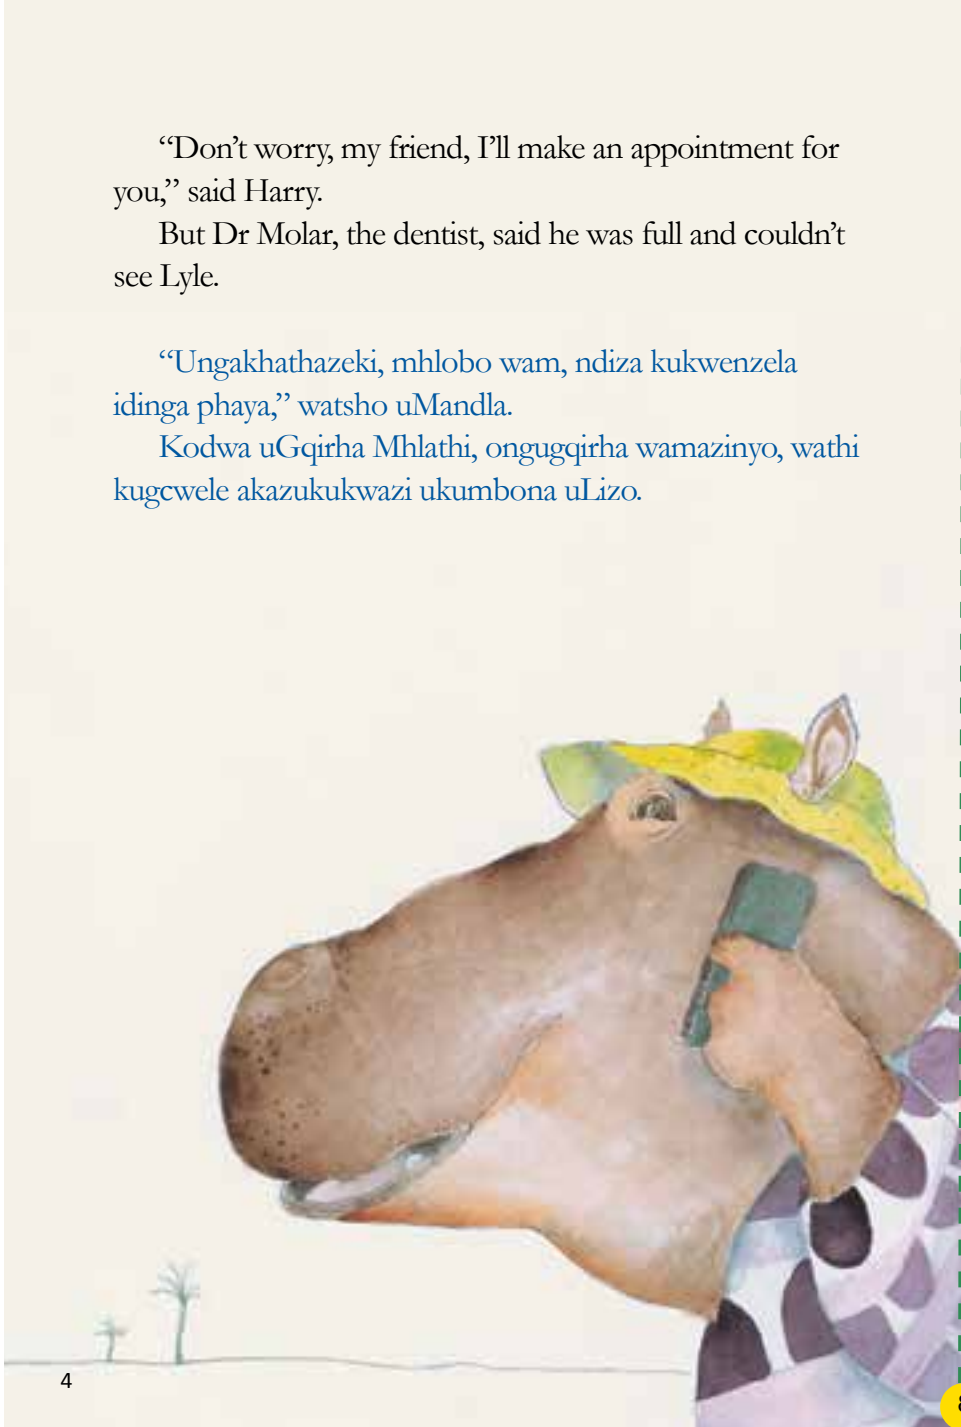 “Don’t worry, my friend, I’ll make an appointment for
you,” said Harry.
But Dr Molar, the dentist, said he was full and couldn’t
see Lyle.
“Ungakhathazeki, mhlobo wam, ndiza kukwenzela
idinga phaya,” watsho uMandla.
Kodwa uGqirha Mhlathi, ongugqirha wamazinyo, wathi
kugcwele akazukukwazi ukumbona uLizo.
4